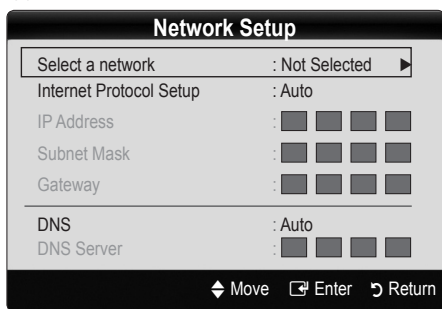 Network Setup
Select a network : Not Selected ▶
Internet Protocol Setup : Auto
IP Address :
Subnet Mask :
Gateway :
DNS : Auto
DNS Server :
Move Enter Return